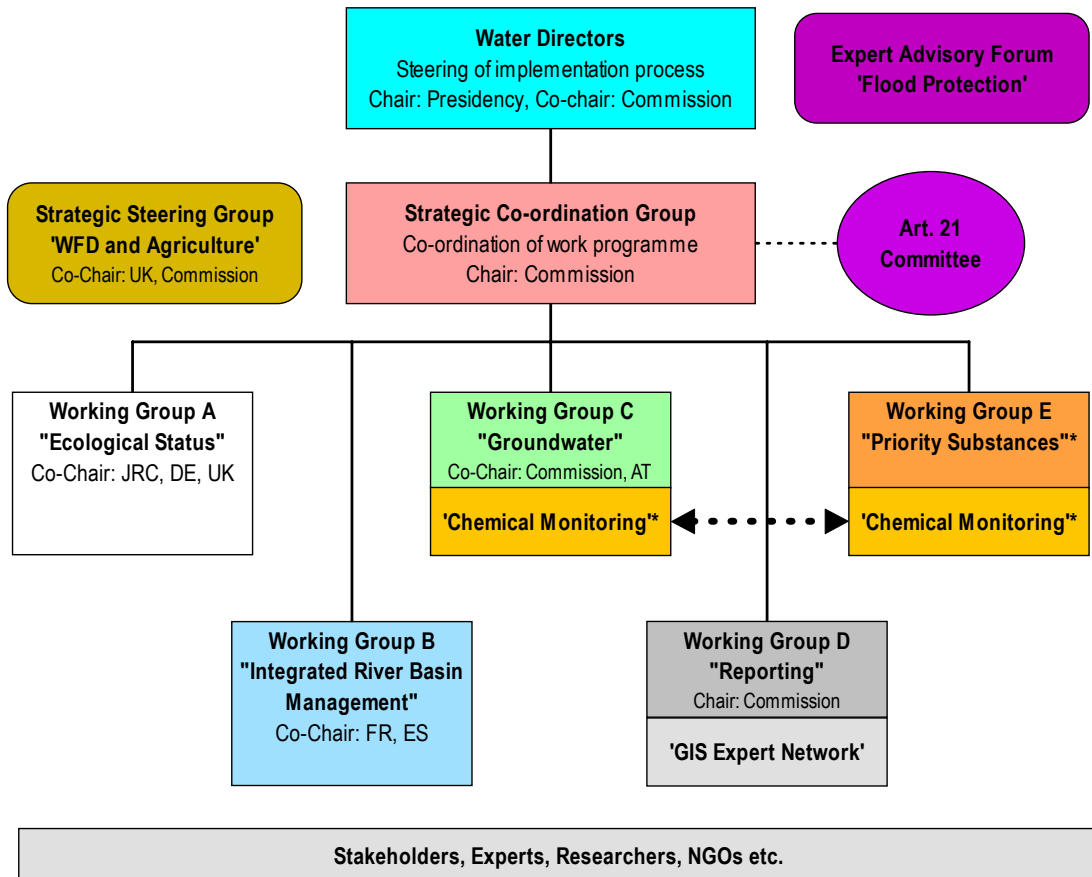 Water Directors
Steering of implementation process
Chair: Presidency, Co-chair: Commission
Expert Advisory Forum
'Flood Protection'
Strategic Steering Group
'WFD and Agriculture'
Co-Chair: UK, Commission
Strategic Co-ordination Group
Co-ordination of work programme
Chair: Commission
Art. 21
Committee
Working Group A
"Ecological Status"
Co-Chair: JRC, DE, UK
Working Group C
"Groundwater"
Co-Chair: Commission, AT
'Chemical Monitoring'*
Working Group E
"Priority Substances"*
'Chemical Monitoring'*
Working Group B
"Integrated River Basin
Management"
Co-Chair: FR, ES
Working Group D
"Reporting"
Chair: Commission
'GIS Expert Network'
Stakeholders, Experts, Researchers, NGOs etc.